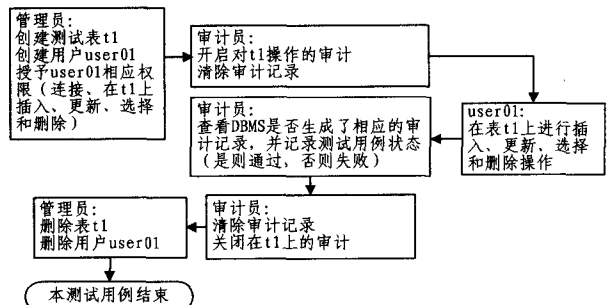 管理员:
创建测试表t1
创建用户user01
授予user01相应权
限(连接、在t1上
插入、更新、选择
和删除)
审计员:
开启对t1操作的审计
清除审计记录
user01:
在表t1上进行插
入、更新、选择
和删除操作
审计员:
查看DBMS是否生成了相应的审
计记录,并记录测试用例状态
(是则通过,否则失败)
审计员:
清除审计记录
关闭在t1上的审计
管理员:
删除表t1
删除用户user01
本测试用例结束